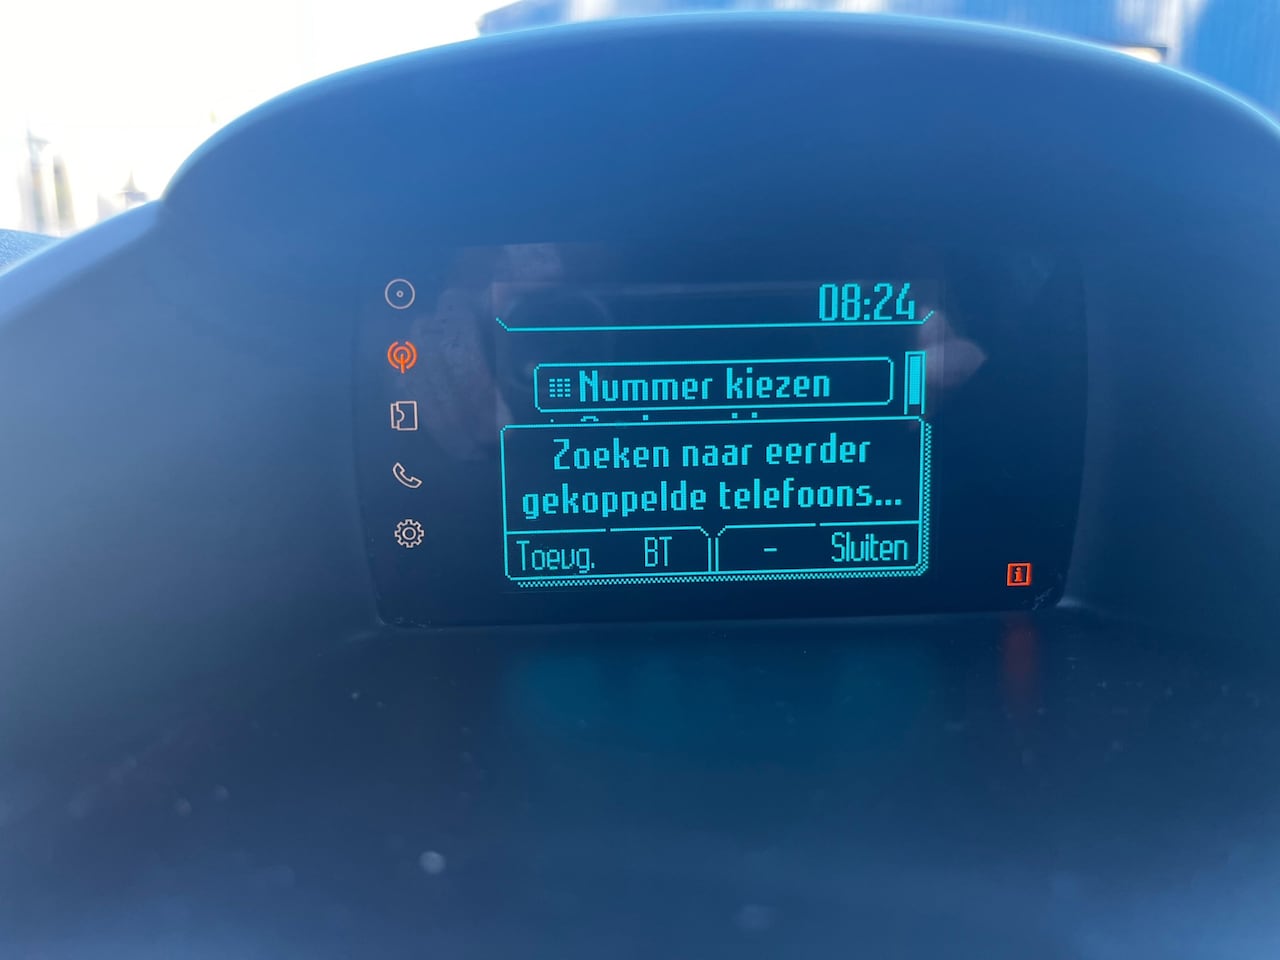 08:24
Nummer kiezen
Zoeken naar eerder
gekoppelde telefoons...
Toevg. BT - Sluiten
i